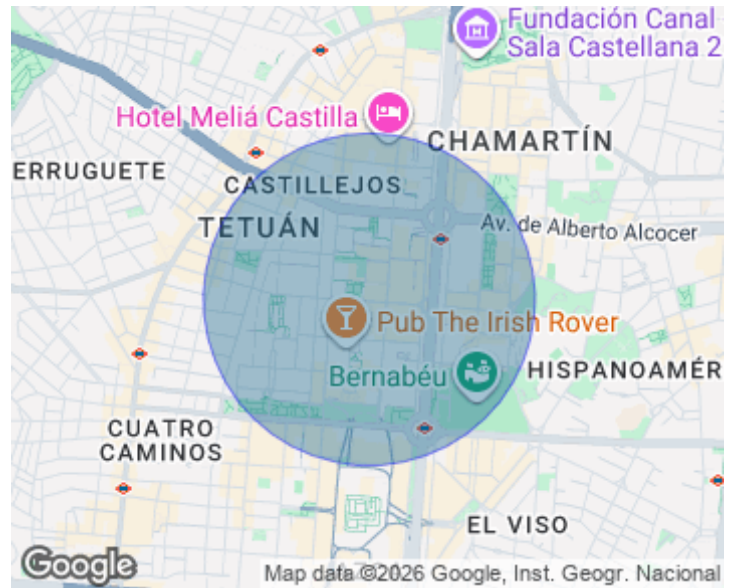 Fundación Canal
Sala Castellana 2
Hotel Meliá Castilla
CHAMARTÍN
ERRUGUETE
CASTILLEJOS
TETUÁN
Av. de Alberto Alcocer
Pub The Irish Rover
Bernabéu
HISPANOAMÉR
CUATRO
CAMINOS
EL VISO
Google
Map data ©2026 Google, Inst. Geogr. Nacional